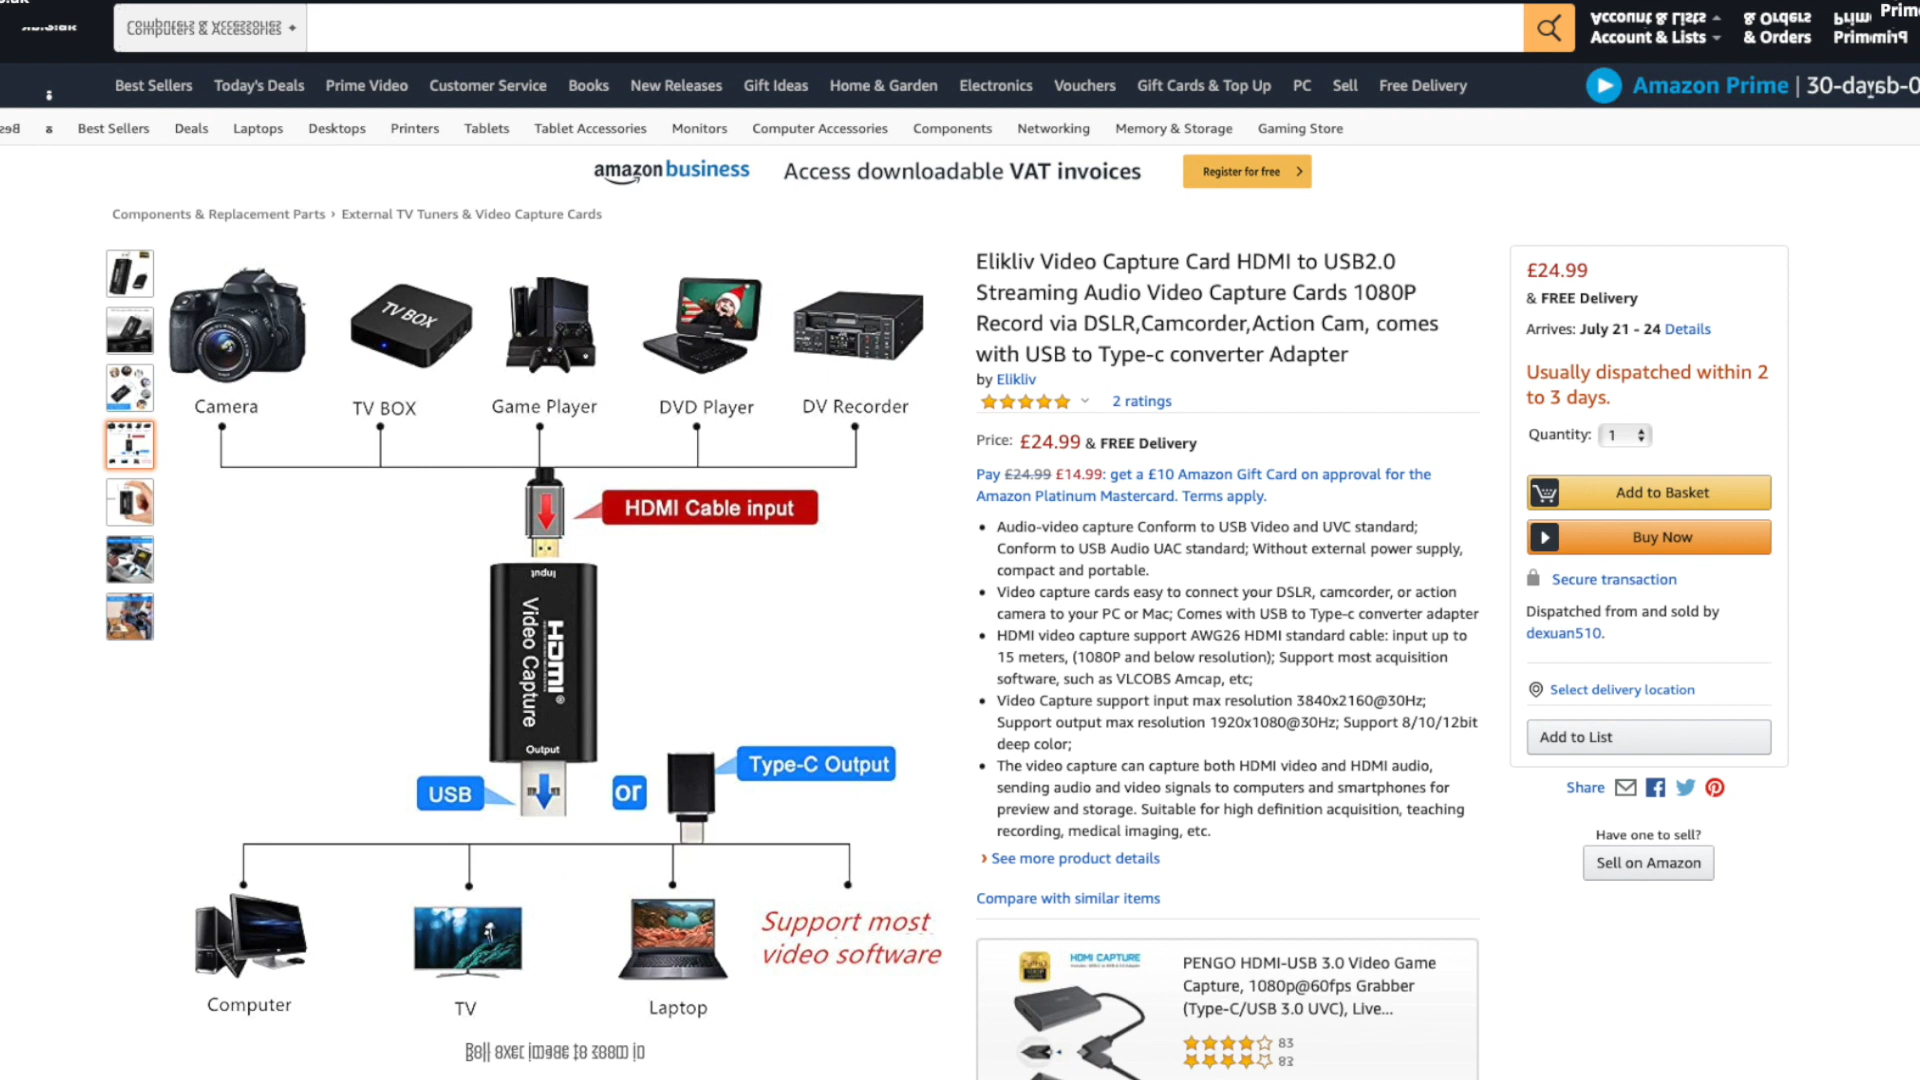 Computers & Accessories
Account & Lists
& Orders
Best Sellers Today's Deals Prime Video Customer Service Books New Releases Gift Ideas Home & Garden Electronics Vouchers Gift Cards & Top Up PC Sell Free Delivery
Amazon Prime |
Best Sellers Deals Laptops Desktops Printers Tablets Tablet Accessories Monitors Computer Accessories Components Networking Memory & Storage Gaming Store
amazon business Access downloadable VAT invoices Register for free >
Components & Replacement Parts › External TV Tuners & Video Capture Cards
TV BOX
Camera TV BOX Game Player DVD Player DV Recorder
HDMI Cable input
Input
HDMI®
Video Capture
Output
USB or Type-C Output
Support most
video software
Computer TV Laptop
Elikliv Video Capture Card HDMI to USB2.0
Streaming Audio Video Capture Cards 1080P
Record via DSLR,Camcorder,Action Cam, comes
with USB to Type-c converter Adapter
by Elikliv
2 ratings
Price: £24.99 & FREE Delivery
Pay £24.99 £14.99: get a £10 Amazon Gift Card on approval for the
Amazon Platinum Mastercard. Terms apply.
• Audio-video capture Conform to USB Video and UVC standard;
Conform to USB Audio UAC standard; Without external power supply,
compact and portable.
• Video capture cards easy to connect your DSLR, camcorder, or action
camera to your PC or Mac; Comes with USB to Type-c converter adapter
• HDMI video capture support AWG26 HDMI standard cable: input up to
15 meters, (1080P and below resolution); Support most acquisition
software, such as VLCOBS Amcap, etc;
• Video Capture support input max resolution 3840x2160@30Hz;
Support output max resolution 1920x1080@30Hz; Support 8/10/12bit
deep color;
• The video capture can capture both HDMI video and HDMI audio,
sending audio and video signals to computers and smartphones for
preview and storage. Suitable for high definition acquisition, teaching
recording, medical imaging, etc.
› See more product details
Compare with similar items
HDMI CAPTURE
PENGO HDMI-USB 3.0 Video Game
Capture, 1080p@60fps Grabber
(Type-C/USB 3.0 UVC), Live...
83
£24.99
& FREE Delivery
Arrives: July 21 - 24 Details
Usually dispatched within 2
to 3 days.
Quantity: 1
Add to Basket
Buy Now
Secure transaction
Dispatched from and sold by
dexuan510.
Select delivery location
Add to List
Share
Have one to sell?
Sell on Amazon